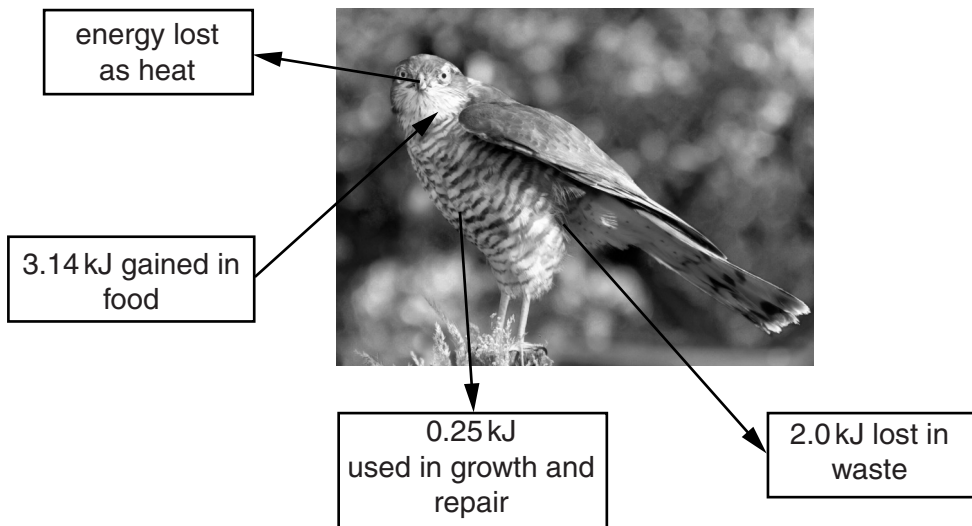 energy lost
as heat
3.14 kJ gained in
food
0.25 kJ
used in growth and
repair
2.0 kJ lost in
waste